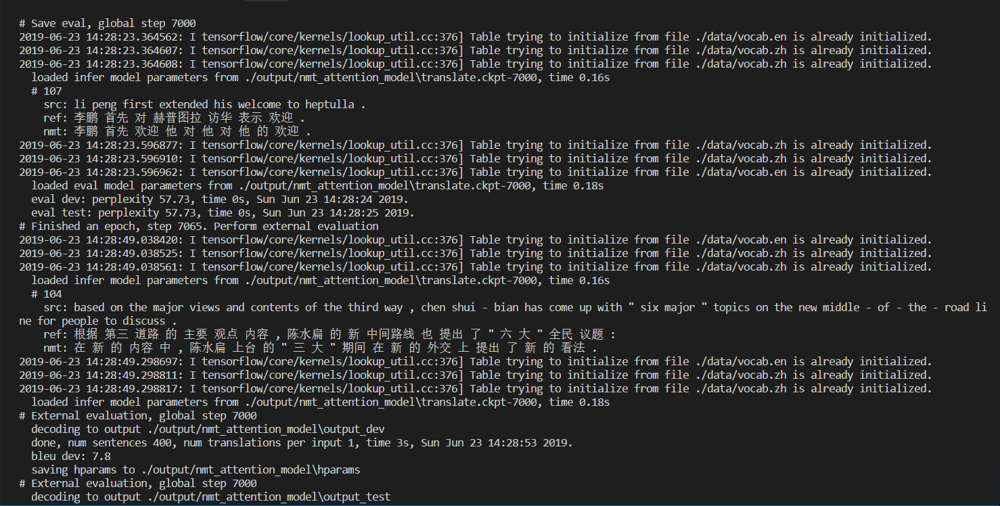 # Save eval, global step 7000
2019-06-23 14:28:23.364562: I tensorflow/core/kernels/lookup_util.cc:376] Table trying to initialize from file ./data/vocab.en is already initialized.
2019-06-23 14:28:23.364607: I tensorflow/core/kernels/lookup_util.cc:376] Table trying to initialize from file ./data/vocab.zh is already initialized.
2019-06-23 14:28:23.364608: I tensorflow/core/kernels/lookup_util.cc:376] Table trying to initialize from file ./data/vocab.zh is already initialized.
loaded infer model parameters from ./output/nmt_attention_model\translate.ckpt-7000, time 0.16s
# 107
src: li peng first extended his welcome to heptulla .
ref: 李鹏 首先 对 赫普图拉 访华 表示 欢迎 .
nmt: 李鹏 首先 欢迎 他 对 他 对 他 的 欢迎 .
2019-06-23 14:28:23.596877: I tensorflow/core/kernels/lookup_util.cc:376] Table trying to initialize from file ./data/vocab.zh is already initialized.
2019-06-23 14:28:23.596910: I tensorflow/core/kernels/lookup_util.cc:376] Table trying to initialize from file ./data/vocab.zh is already initialized.
2019-06-23 14:28:23.596962: I tensorflow/core/kernels/lookup_util.cc:376] Table trying to initialize from file ./data/vocab.en is already initialized.
loaded eval model parameters from ./output/nmt_attention_model\translate.ckpt-7000, time 0.18s
eval dev: perplexity 57.73, time 0s, Sun Jun 23 14:28:24 2019.
eval test: perplexity 57.73, time 0s, Sun Jun 23 14:28:25 2019.
# Finished an epoch, step 7065. Perform external evaluation
2019-06-23 14:28:49.038420: I tensorflow/core/kernels/lookup_util.cc:376] Table trying to initialize from file ./data/vocab.en is already initialized.
2019-06-23 14:28:49.038525: I tensorflow/core/kernels/lookup_util.cc:376] Table trying to initialize from file ./data/vocab.zh is already initialized.
2019-06-23 14:28:49.038561: I tensorflow/core/kernels/lookup_util.cc:376] Table trying to initialize from file ./data/vocab.zh is already initialized.
loaded infer model parameters from ./output/nmt_attention_model\translate.ckpt-7000, time 0.16s
# 104
src: based on the major views and contents of the third way , chen shui - bian has come up with " six major " topics on the new middle - of - the - road li
ne for people to discuss .
ref: 根据 第三 道路 的 主要 观点 内容 , 陈水扁 的 新 中间路线 也 提出 了 " 六 大 " 全民 议题 :
nmt: 在 新 的 内容 中 , 陈水扁 上台 的 " 三 大 " 期间 在 新 的 外交 上 提出 了 新 的 看法 .
2019-06-23 14:28:49.298697: I tensorflow/core/kernels/lookup_util.cc:376] Table trying to initialize from file ./data/vocab.en is already initialized.
2019-06-23 14:28:49.298811: I tensorflow/core/kernels/lookup_util.cc:376] Table trying to initialize from file ./data/vocab.zh is already initialized.
2019-06-23 14:28:49.298817: I tensorflow/core/kernels/lookup_util.cc:376] Table trying to initialize from file ./data/vocab.zh is already initialized.
loaded infer model parameters from ./output/nmt_attention_model\translate.ckpt-7000, time 0.18s
# External evaluation, global step 7000
decoding to output ./output/nmt_attention_model\output_dev
done, num sentences 400, num translations per input 1, time 3s, Sun Jun 23 14:28:53 2019.
bleu dev: 7.8
saving hparams to ./output/nmt_attention_model\hparams
# External evaluation, global step 7000
decoding to output ./output/nmt_attention_model\output_test